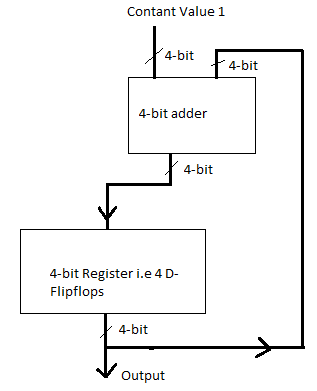 Contant Value 1
4-bit
4-bit
4-bit adder
4-bit
4-bit Register i.e 4 D-
Flipflops
4-bit
Output